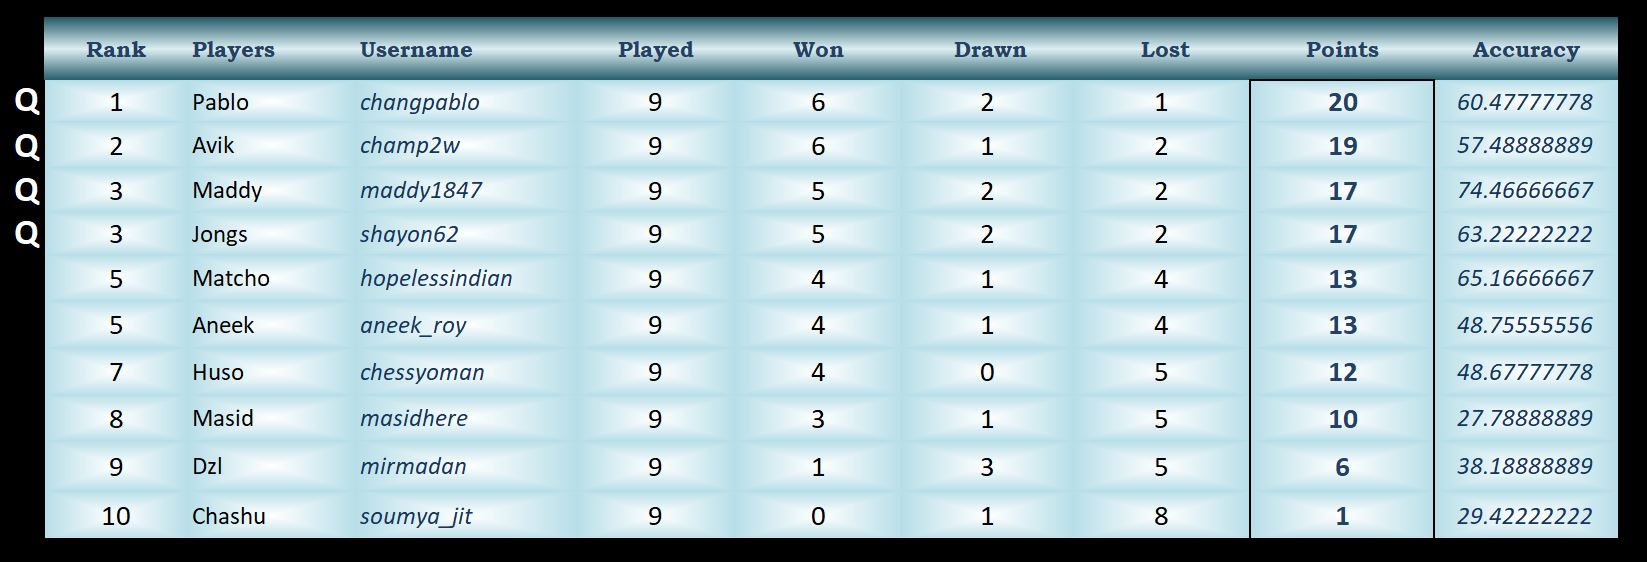 Rank Players Username Played Won Drawn Lost Points Accuracy
Q 1 Pablo changpablo 9 6 2 1 20 60.47777778
Q 2 Avik champ2w 9 6 1 2 19 57.48888889
Q 3 Maddy maddy1847 9 5 2 2 17 74.46666667
Q 3 Jongs shayon62 9 5 2 2 17 63.22222222
5 Matcho hopelessindian 9 4 1 4 13 65.16666667
5 Aneek aneek_roy 9 4 1 4 13 48.75555556
7 Huso chessyoman 9 4 0 5 12 48.67777778
8 Masid masidhere 9 3 1 5 10 27.78888889
9 Dzl mirmadan 9 1 3 5 6 38.18888889
10 Chashu soumya_jit 9 0 1 8 1 29.42222222